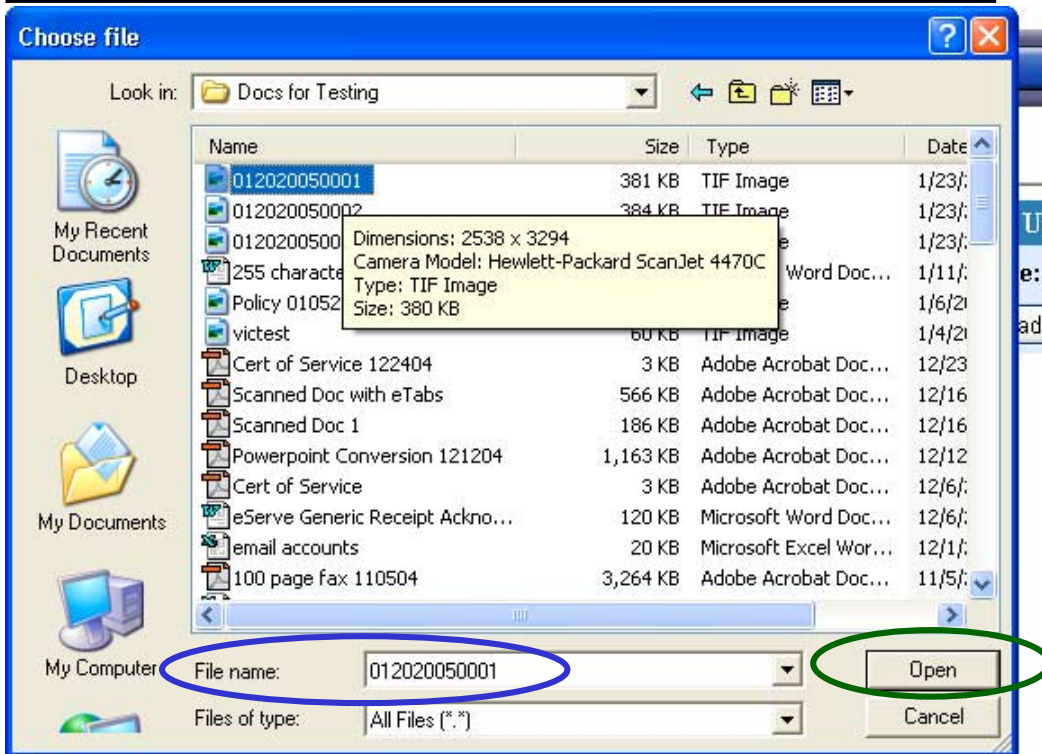 Choose file
Look in: Docs for Testing
Name Size Type Date
012020050001 381 KB TIF Image 1/23/
012020050002 384 KB TIF Image 1/23/
0120200500 1/23/
255 characte Word Doc... 1/11/
Policy 01052 1/6/2
victest 60 KB TIF Image 1/4/2
Cert of Service 122404 3 KB Adobe Acrobat Doc... 12/23
Scanned Doc with eTabs 566 KB Adobe Acrobat Doc... 12/16
Scanned Doc 1 186 KB Adobe Acrobat Doc... 12/16
Powerpoint Conversion 121204 1,163 KB Adobe Acrobat Doc... 12/12
Cert of Service 3 KB Adobe Acrobat Doc... 12/6/
eServe Generic Receipt Ackno... 120 KB Microsoft Word Doc... 12/6/
email accounts 20 KB Microsoft Excel Wor... 12/1/
100 page fax 110504 3,264 KB Adobe Acrobat Doc... 11/5/
Dimensions: 2538 x 3294
Camera Model: Hewlett-Packard ScanJet 4470C
Type: TIF Image
Size: 380 KB
My Recent
Documents
Desktop
My Documents
My Computer
File name: 012020050001 Open
Files of type: All Files (*.*) Cancel
U
e:
ad